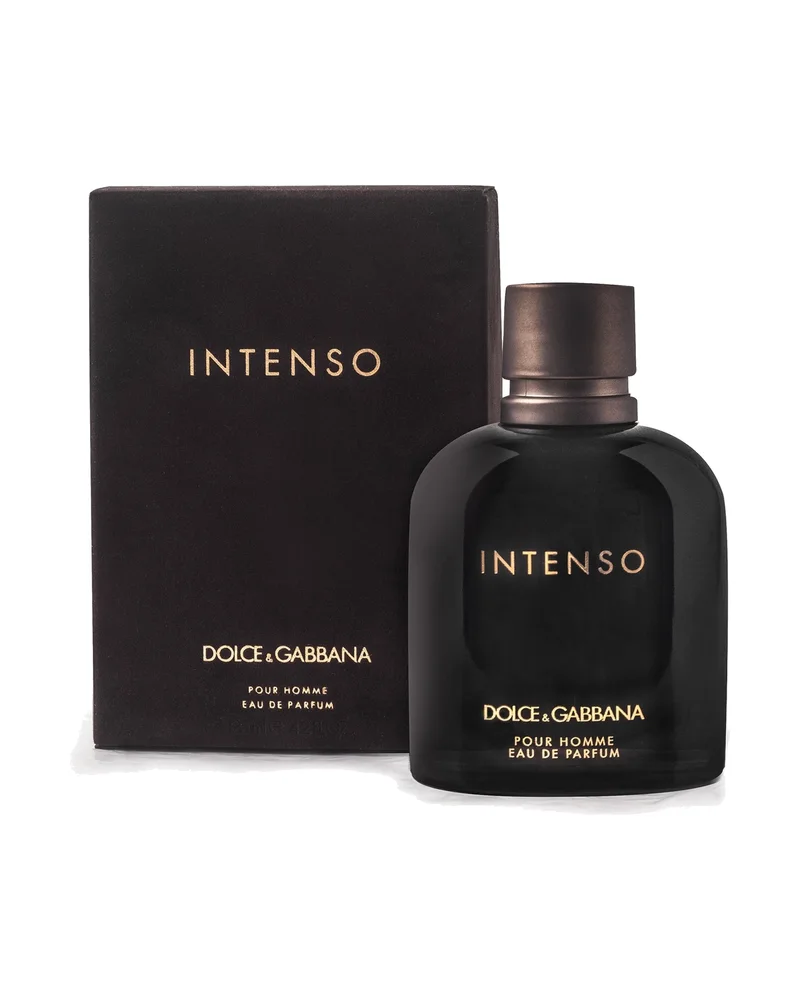 INTENSO
DOLCE & GABBANA
POUR HOMME
EAU DE PARFUM
INTENSO
DOLCE & GABBANA
POUR HOMME
EAU DE PARFUM